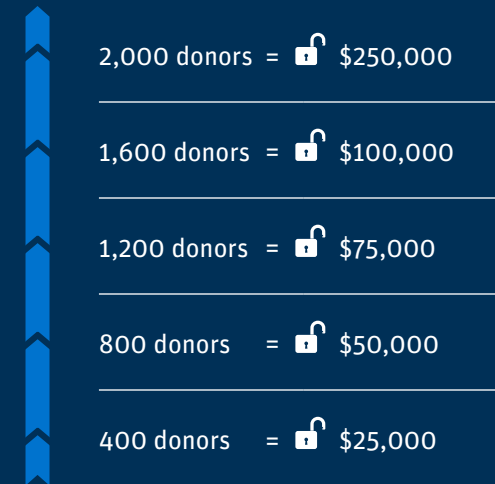 2,000 donors = $250,000
1,600 donors = $100,000
1,200 donors = $75,000
800 donors = $50,000
400 donors = $25,000